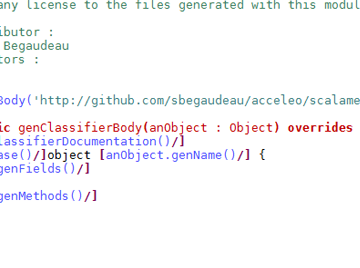 any license to the files generated with this modul
ibutor :
Begaudeau
tors :
Body('http://github.com/sbegaudeau/acceleo/scalame
ic genClassifierBody(anObject : Object) overrides
lassifierDocumentation()/]
ase()/]object [anObject.genName()/] {
genFields()/]
genMethods()/]